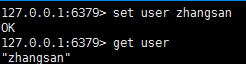 127.0.0.1:6379> set user zhangsan
OK
127.0.0.1:6379> get user
"zhangsan"